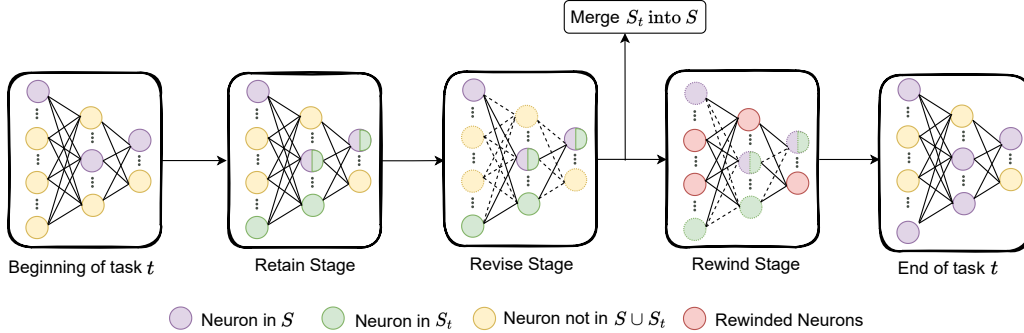 Merge S_t into S
Beginning of task t
Retain Stage
Revise Stage
Rewind Stage
End of task t
Neuron in S
Neuron in S_t
Neuron not in S ∪ S_t
Rewinded Neurons